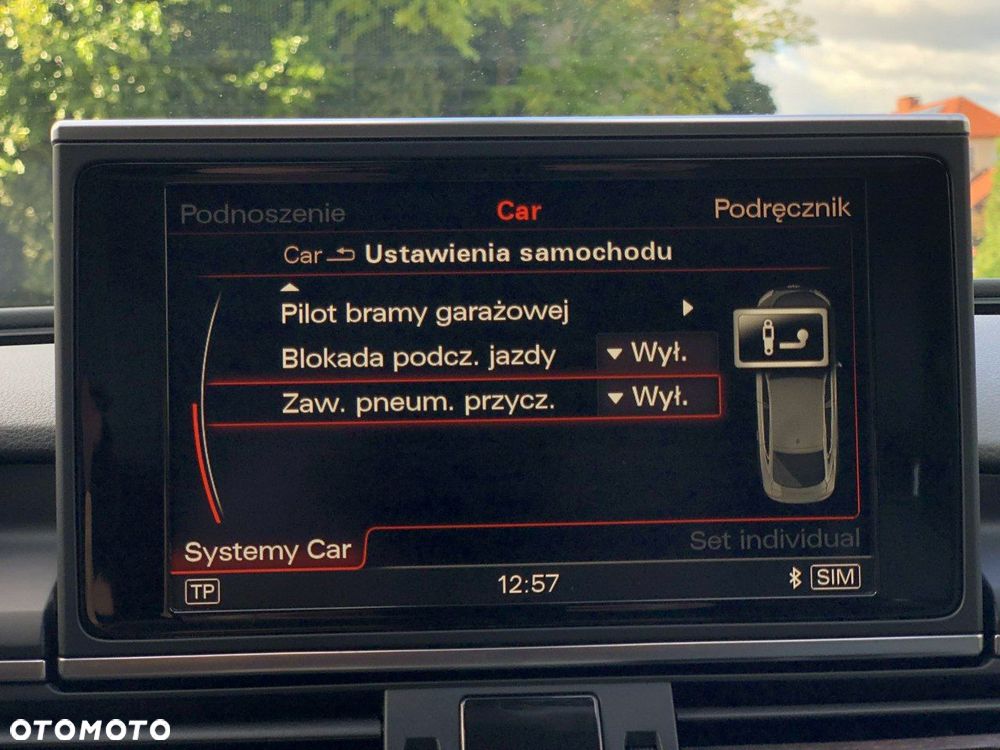 Podnoszenie Car Podręcznik
Car Ustawienia samochodu
Pilot bramy garażowej
Blokada podcz. jazdy Wył.
Zaw. pneum. przycz. Wył.
Set individual
Systemy Car
TP 12:57 SIM
OTOMOTO